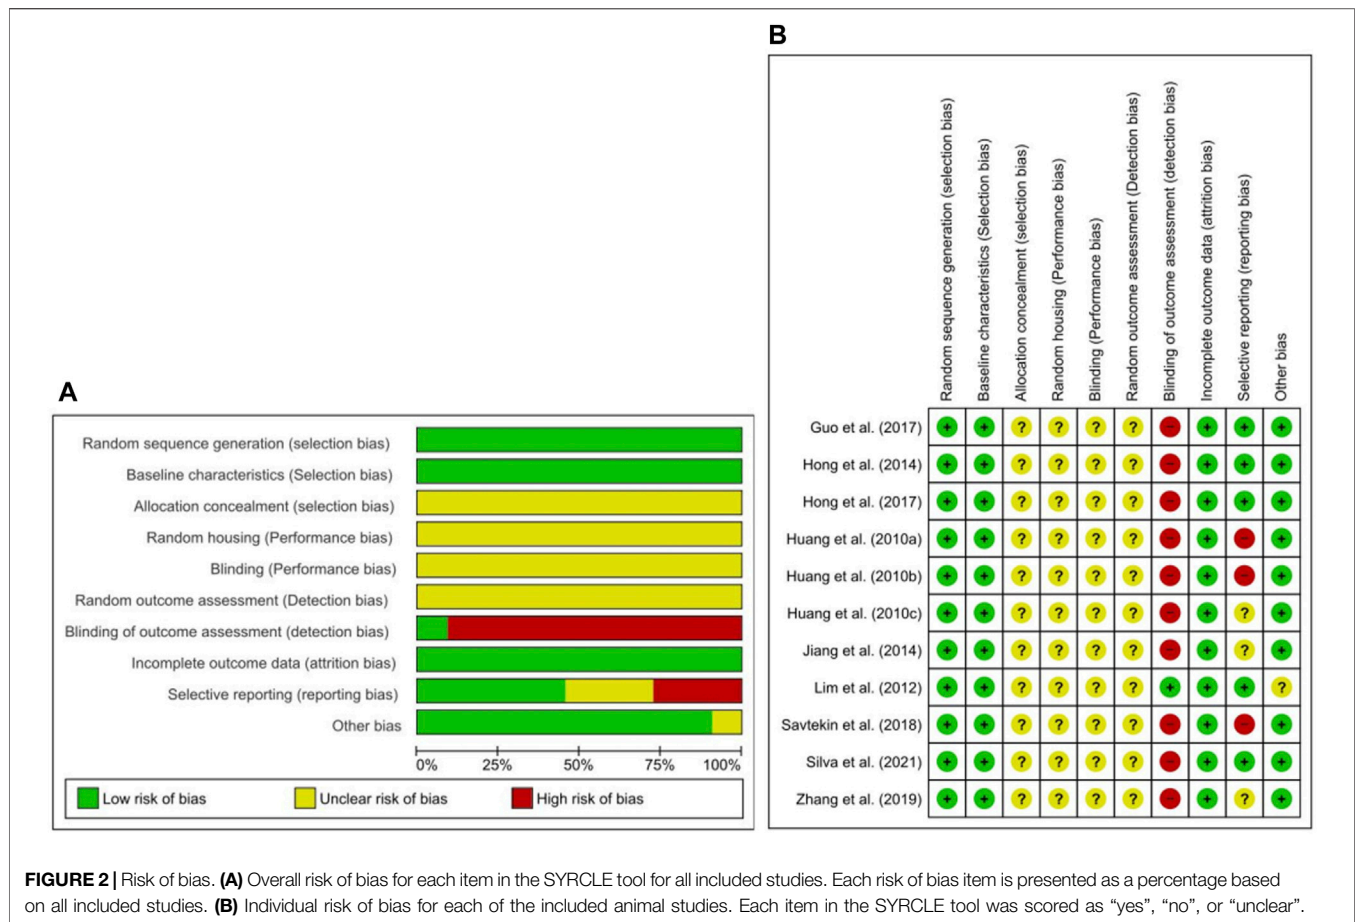 A
Random sequence generation (selection bias)
Baseline characteristics (Selection bias)
Allocation concealment (selection bias)
Random housing (Performance bias)
Blinding (Performance bias)
Random outcome assessment (Detection bias)
Blinding of outcome assessment (detection bias)
Incomplete outcome data (attrition bias)
Selective reporting (reporting bias)
Other bias
0% 25% 50% 75% 100%
Low risk of bias Unclear risk of bias High risk of bias
B
Random sequence generation (selection bias)
Baseline characteristics (Selection bias)
Allocation concealment (selection bias)
Random housing (Performance bias)
Blinding (Performance bias)
Random outcome assessment (Detection bias)
Blinding of outcome assessment (detection bias)
Incomplete outcome data (attrition bias)
Selective reporting (reporting bias)
Other bias
Guo et al. (2017) + + ? ? ? ? − + + +
Hong et al. (2014) + + ? ? ? ? − + + +
Hong et al. (2017) + + ? ? ? ? − + + +
Huang et al. (2010a) + + ? ? ? ? − + − +
Huang et al. (2010b) + + ? ? ? ? − + − +
Huang et al. (2010c) + + ? ? ? ? − + ? +
Jiang et al. (2014) + + ? ? ? ? − + ? +
Lim et al. (2012) + + ? ? ? ? + + + ?
Savtekin et al. (2018) + + ? ? ? ? − + − +
Silva et al. (2021) + + ? ? ? ? − + + +
Zhang et al. (2019) + + ? ? ? ? − + ? +
FIGURE 2 | Risk of bias. (A) Overall risk of bias for each item in the SYRCLE tool for all included studies. Each risk of bias item is presented as a percentage based
on all included studies. (B) Individual risk of bias for each of the included animal studies. Each item in the SYRCLE tool was scored as “yes”, “no”, or “unclear”.